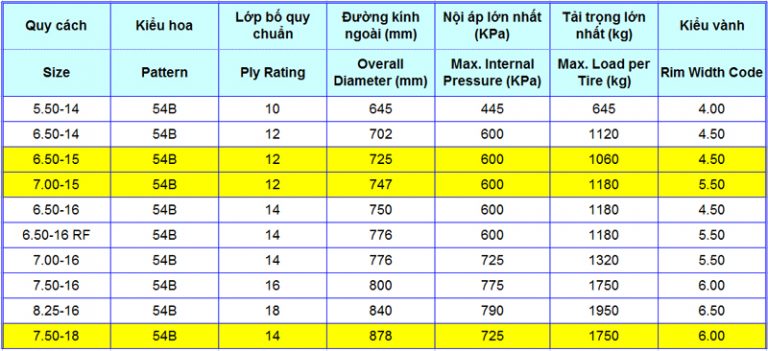 Quy cách Kiểu hoa Lớp bố quy chuẩn Đường kính ngoài (mm) Nội áp lớn nhất (KPa) Tải trọng lớn nhất (kg) Kiểu vành
Size Pattern Ply Rating Overall Diameter (mm) Max. Internal Pressure (KPa) Max. Load per Tire (kg) Rim Width Code
5.50-14 54B 10 645 445 645 4.00
6.50-14 54B 12 702 600 1120 4.50
6.50-15 54B 12 725 600 1060 4.50
7.00-15 54B 12 747 600 1180 5.50
6.50-16 54B 14 750 600 1180 4.50
6.50-16 RF 54B 14 776 600 1180 5.50
7.00-16 54B 14 776 725 1320 5.50
7.50-16 54B 16 800 775 1750 6.00
8.25-16 54B 18 840 790 1950 6.50
7.50-18 54B 14 878 725 1750 6.00